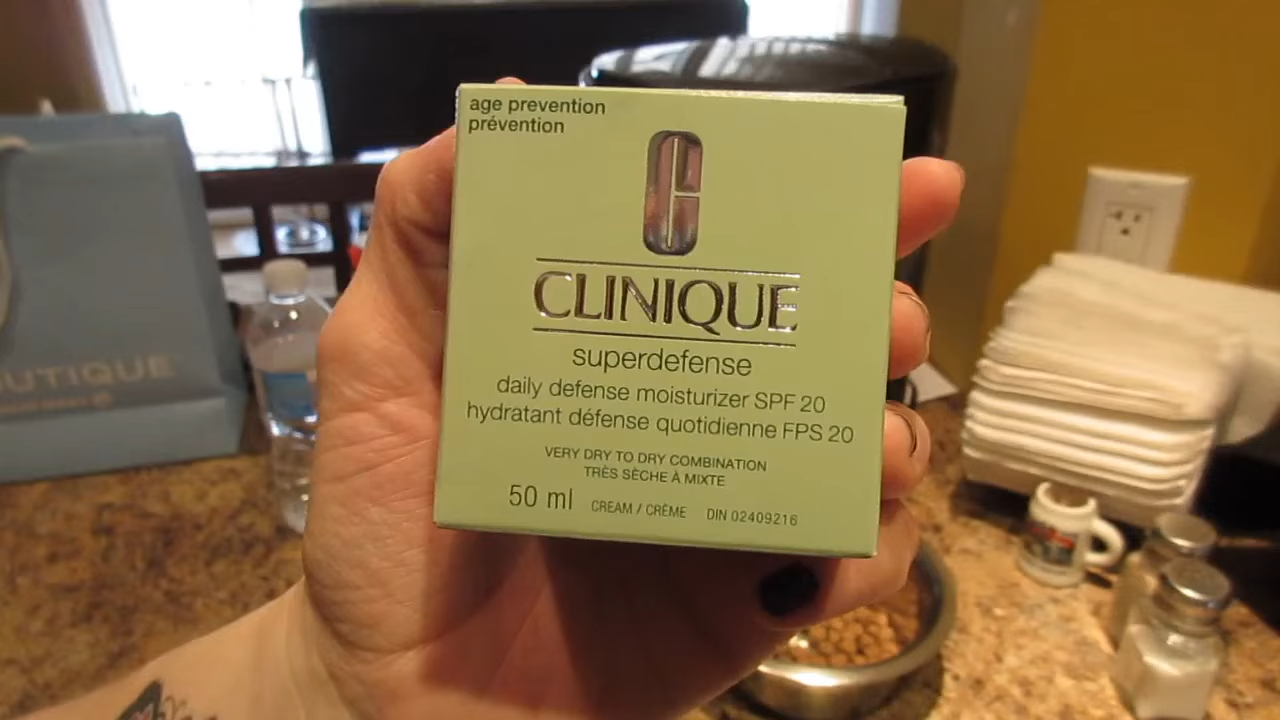 age prevention
prévention
CLINIQUE
superdefense
daily defense moisturizer SPF 20
hydratant défense quotidienne FPS 20
VERY DRY TO DRY COMBINATION
TRÈS SÈCHE À MIXTE
50 ml CREAM / CRÈME DIN 02409216
OUTIQUE